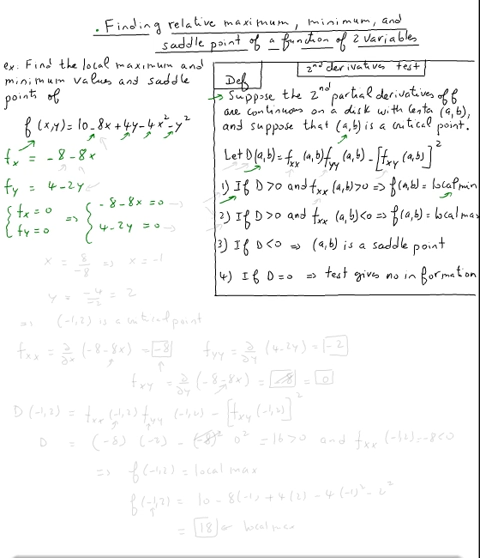 . Finding relative maximum, minimum, and
saddle point of a function of 2 variables
ex: Find the local maximum and
minimum values and saddle
points of
f(x,y) = 10 - 8x + 4y - 4x² - y²
fx = -8 - 8x
fy = 4 - 2y
{ fx = 0 => { -8 - 8x = 0
{ fy = 0 { 4 - 2y = 0
x = 8/-8 => x = -1
y = -4/-2 = 2
(-1,2) is critical point
fxx = ∂/∂x (-8-8x) = -8 fyy = ∂/∂y (4-2y) = -2
fxy = ∂/∂y (-8-8x) = 0
D(-1,2) = fxx (-1,2) fyy (-1,2) - [fxy (-1,2)]²
D = (-8) (-2) - 0² = 16 > 0 and fxx (-1,2) = -8 < 0
=> f(-1,2) = local max
f(-1,2) = 10 - 8(-1) + 4(2) - 4(-1)² -
= 18 local max
2nd derivatives test
Def
-> Suppose the 2nd partial derivatives of f
are continuous on a disk with (a,b),
and suppose that (a,b) is a critical point.
Let D(a,b) = fxx (a,b) fyy (a,b) - [fxy (a,b)]²
1) If D>0 and fxx (a,b) >0 => f(a,b) = local min
2) If D>0 and fxx (a,b) <0 => f(a,b) = local max
3) If D<0 => (a,b) is a saddle point
4) If D=0 => test gives no information